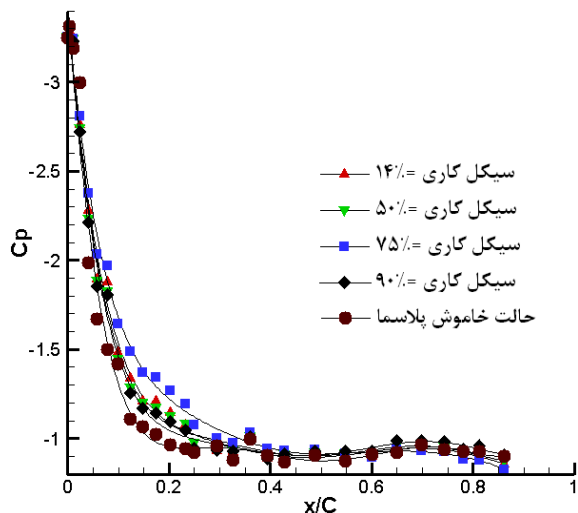 Cp
-3
-2.5
-2
-1.5
-1
سیکل کاری =%۱۴
سیکل کاری =%۵۰
سیکل کاری =%۷۵
سیکل کاری =%۹۰
حالت خاموش پلاسما
0 0.2 0.4 0.6 0.8 1
x/C